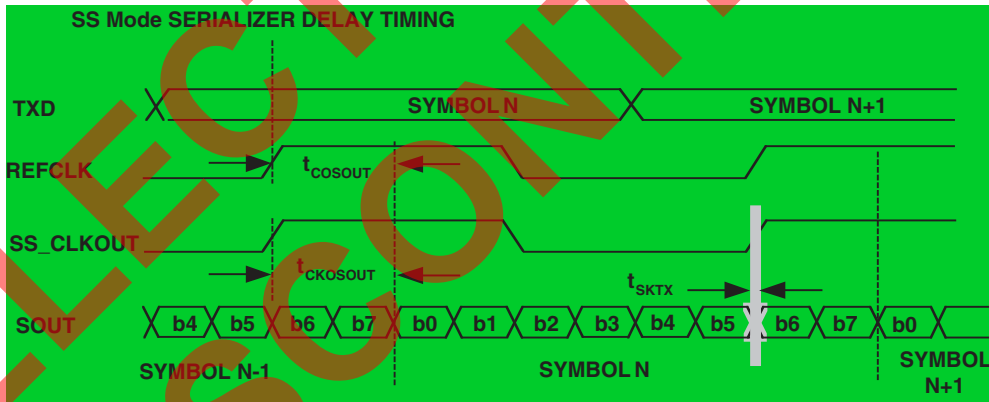 SS Mode SERIALIZER DELAY TIMING
TXD SYMBOL N SYMBOL N+1
REFCLK tCOSOUT
SS_CLKOUT tCKOSOUT tSKTX
SOUT b4 b5 b6 b7 b0 b1 b2 b3 b4 b5 b6 b7 b0
SYMBOL N-1 SYMBOL N SYMBOL
N+1